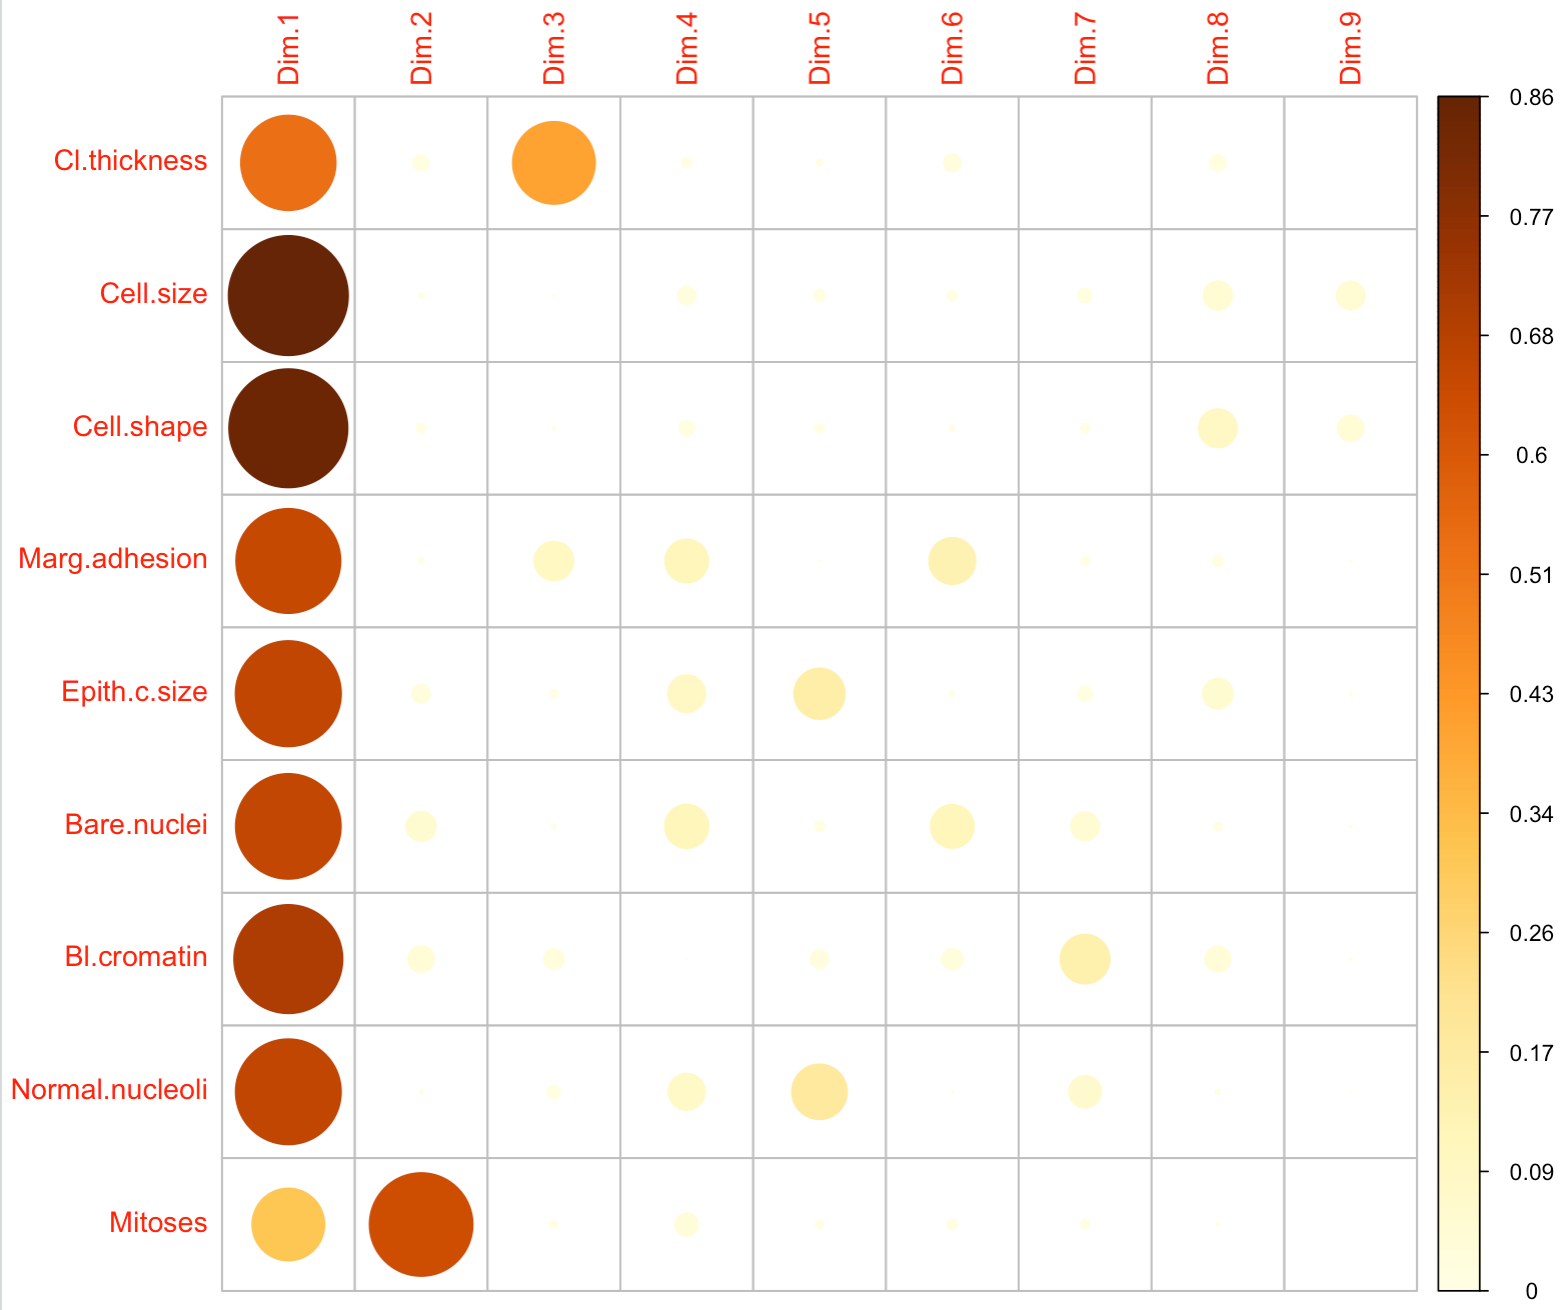 Dim.1 Dim.2 Dim.3 Dim.4 Dim.5 Dim.6 Dim.7 Dim.8 Dim.9
Cl.thickness
Cell.size
Cell.shape
Marg.adhesion
Epith.c.size
Bare.nuclei
Bl.cromatin
Normal.nucleoli
Mitoses
0.86
0.77
0.68
0.6
0.51
0.43
0.34
0.26
0.17
0.09
0